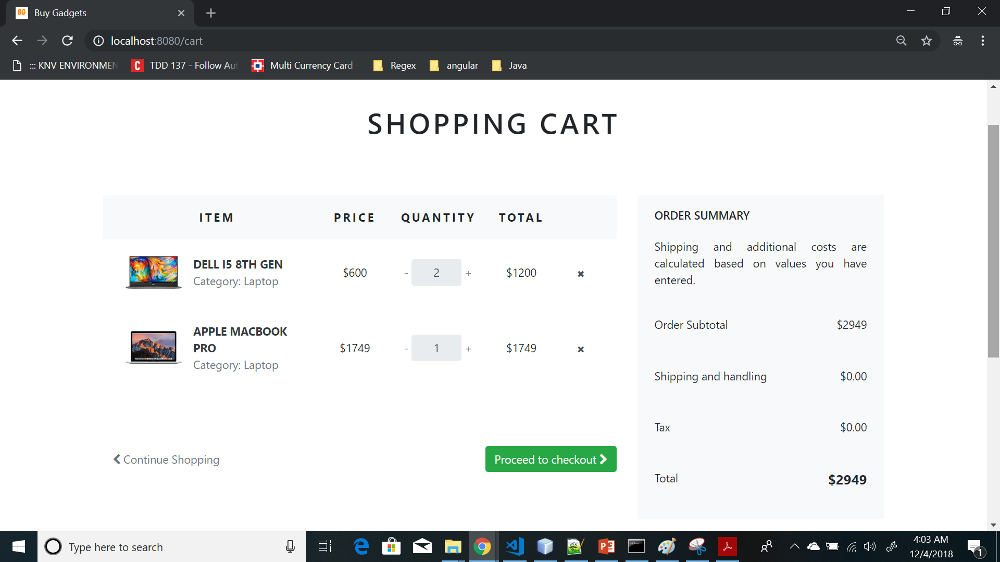 BG Buy Gadgets
localhost:8080/cart
::: KNV ENVIRONMEN
TDD 137 - Follow Aut
Multi Currency Card -
Regex
angular
Java
SHOPPING CART
ITEM PRICE QUANTITY TOTAL
DELL I5 8TH GEN
Category: Laptop
$600 - 2 + $1200
APPLE MACBOOK
PRO
Category: Laptop
$1749 - 1 + $1749
Continue Shopping
Proceed to checkout
ORDER SUMMARY
Shipping and additional costs are
calculated based on values you have
entered.
Order Subtotal $2949
Shipping and handling $0.00
Tax $0.00
Total $2949
Type here to search
4:03 AM
12/4/2018
1